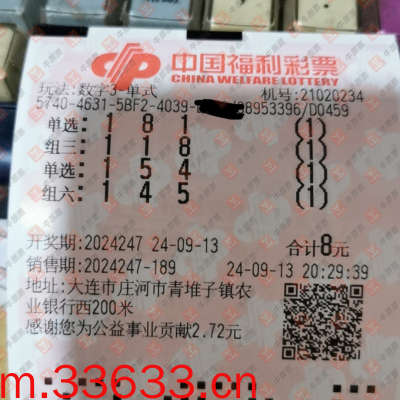 中国福利彩票
CHINA WELFARE LOTTERY
玩法:数字3-单式 机号:21020234
5740-4631-5BF2-4039- 28953396/D0459
单选: 1 8 1 (1)
组三: 1 1 8 (1)
单选: 1 5 4 (1)
组六: 1 4 5 (1)
开奖期:2024247 24-09-13 合计8元
销售期:2024247-189 24-09-13 20:29:39
地址:大连市庄河市青堆子镇农
业银行西200米
感谢您为公益事业贡献2.72元
m.33633.cn